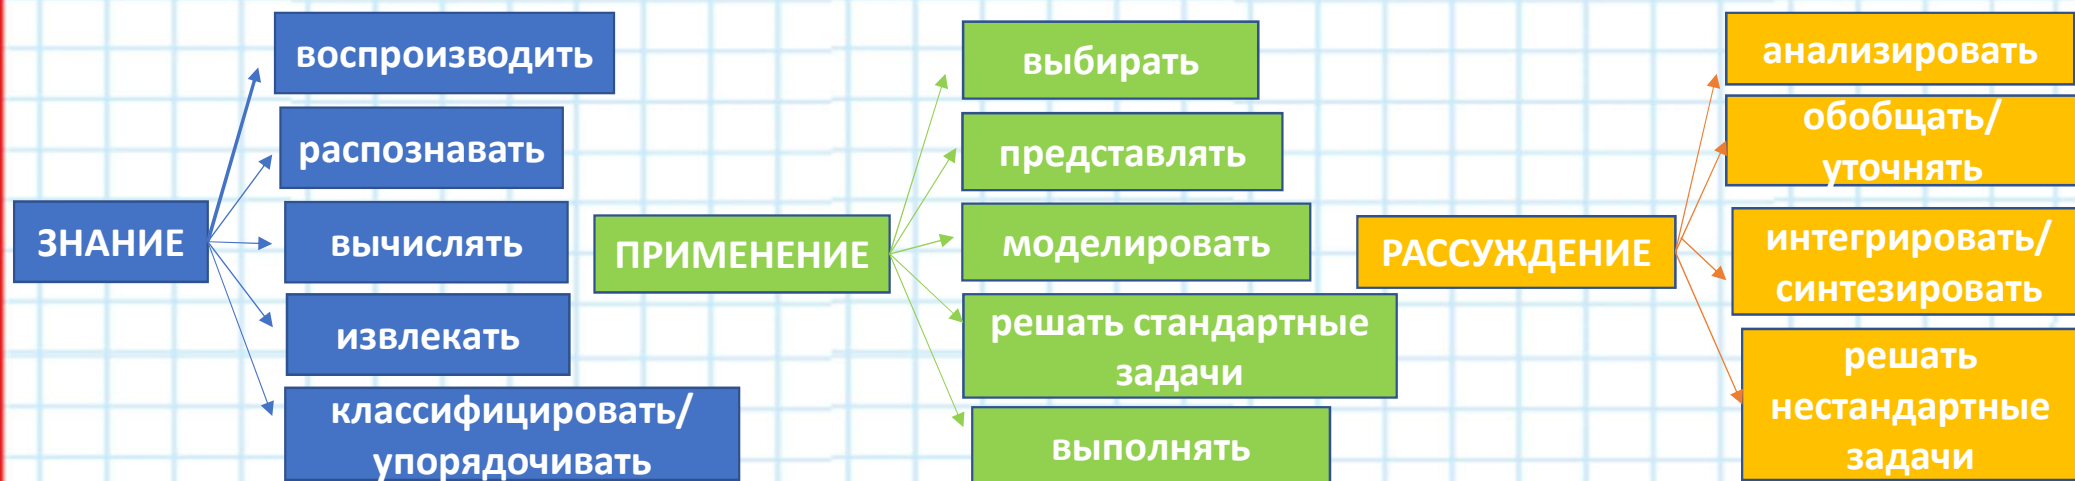 ЗНАНИЕ
воспроизводить
распознавать
вычислять
извлекать
классифицировать/
упорядочивать
ПРИМЕНЕНИЕ
выбирать
представлять
моделировать
решать стандартные
задачи
выполнять
РАССУЖДЕНИЕ
анализировать
обобщать/
уточнять
интегрировать/
синтезировать
решать
нестандартные
задачи